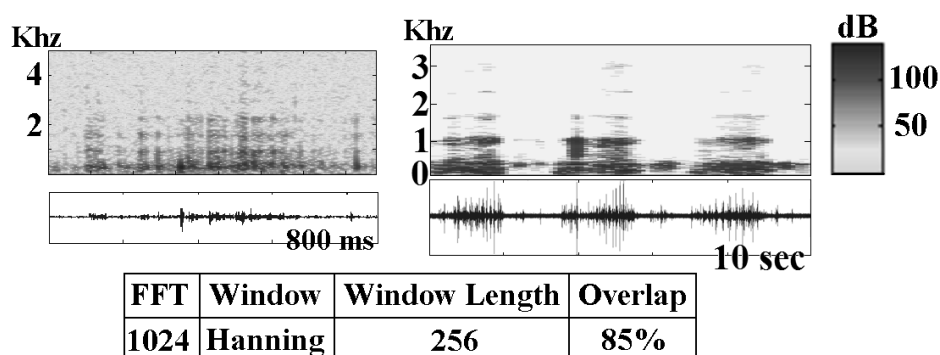 Khz
4
2
800 ms
Khz
3
2
1
0
10 sec
dB
100
50
FFT Window Window Length Overlap
1024 Hanning 256 85%